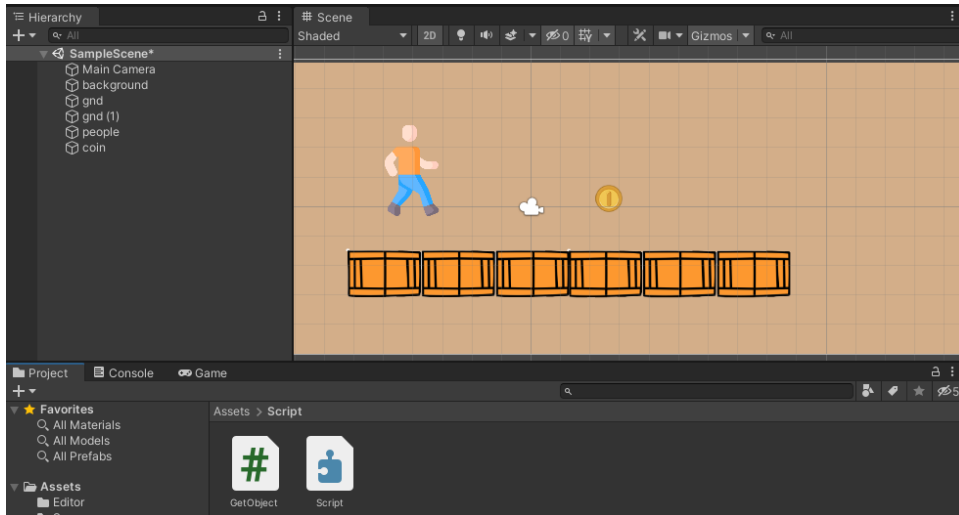 Hierarchy
All
SampleScene*
Main Camera
background
gnd
gnd (1)
people
coin
Scene
Shaded 2D 0 Gizmos All
Project Console Game
5
Favorites
All Materials
All Models
All Prefabs
Assets
Editor
Assets > Script
GetObject Script